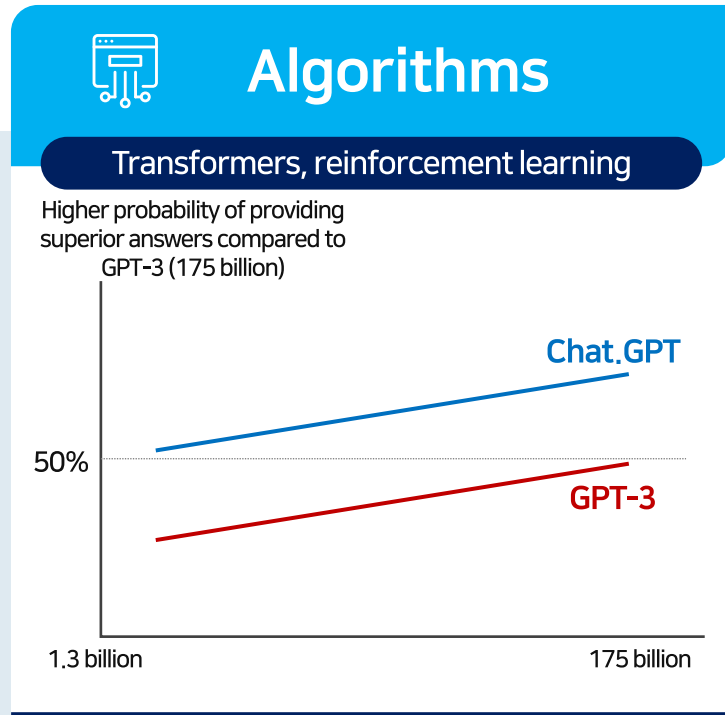 Algorithms
Transformers, reinforcement learning
Higher probability of providing
superior answers compared to
GPT-3 (175 billion)
Chat.GPT
50%
GPT-3
1.3 billion
175 billion